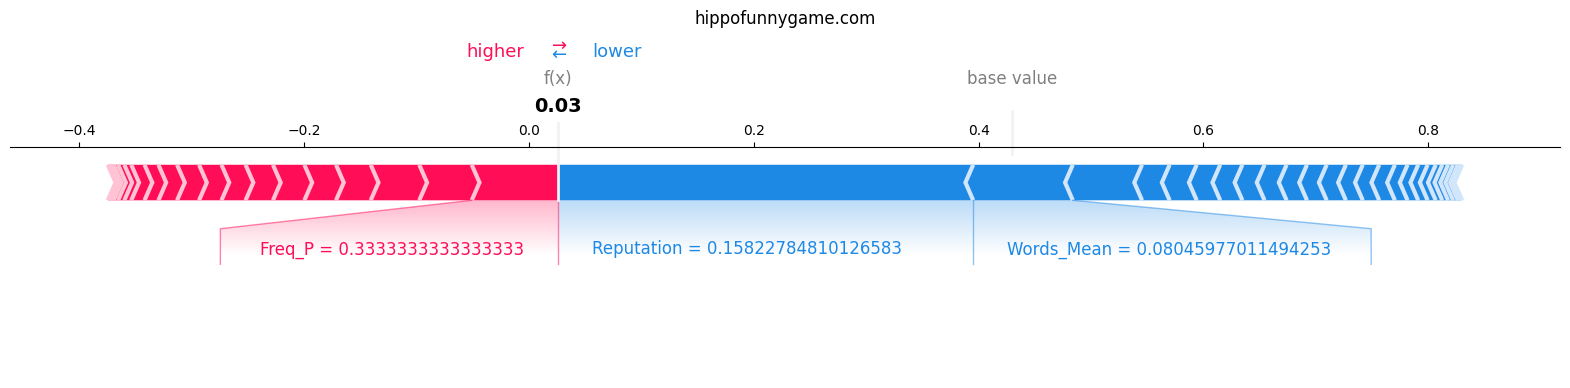 hippofunnygame.com
higher ⇄ lower
f(x) base value
0.03
−0.4 −0.2 0.0 0.2 0.4 0.6 0.8
Freq_P = 0.3333333333333333 Reputation = 0.15822784810126583 Words_Mean = 0.08045977011494253